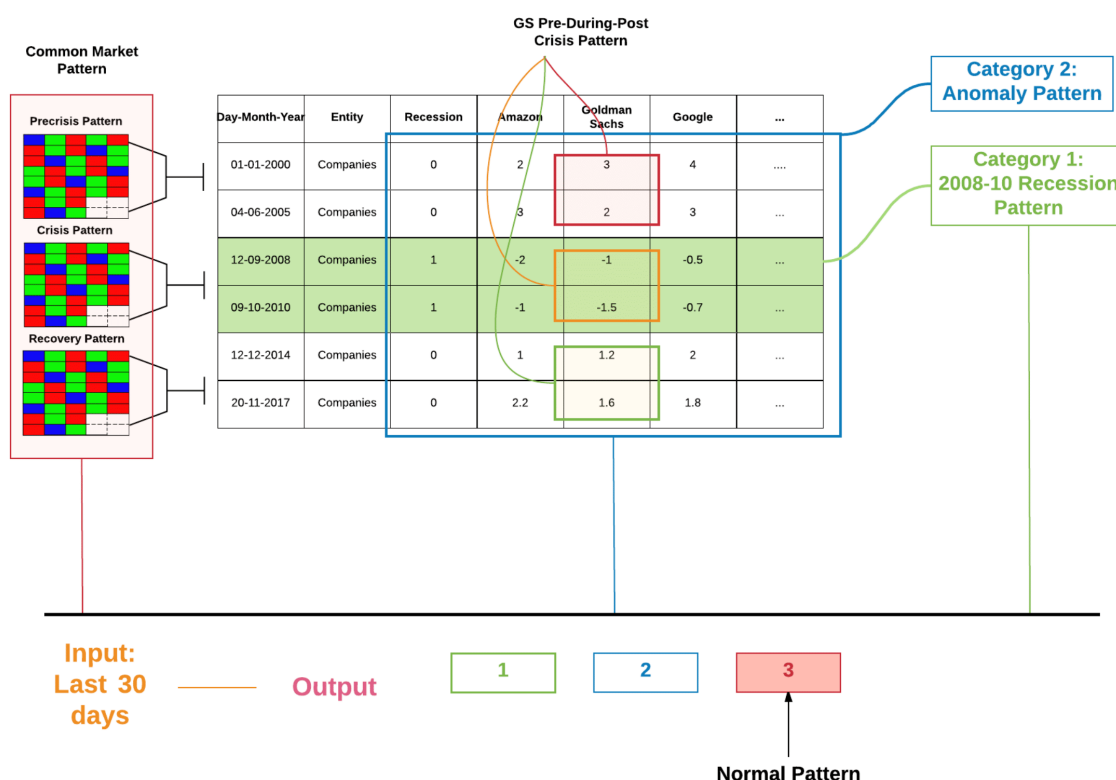 GS Pre-During-Post
Crisis Pattern
Common Market
Pattern
Category 2:
Anomaly Pattern
Precrisis Pattern
Crisis Pattern
Recovery Pattern
Day-Month-Year Entity Recession Amazon Goldman Sachs Google ...
01-01-2000 Companies 0 2 3 4 ....
04-06-2005 Companies 0 3 2 3 ...
12-09-2008 Companies 1 -2 -1 -0.5 ...
09-10-2010 Companies 1 -1 -1.5 -0.7 ...
12-12-2014 Companies 0 1 1.2 2 ...
20-11-2017 Companies 0 2.2 1.6 1.8 ...
Category 1:
2008-10 Recession
Pattern
Input:
Last 30
days
Output
1
2
3
Normal Pattern